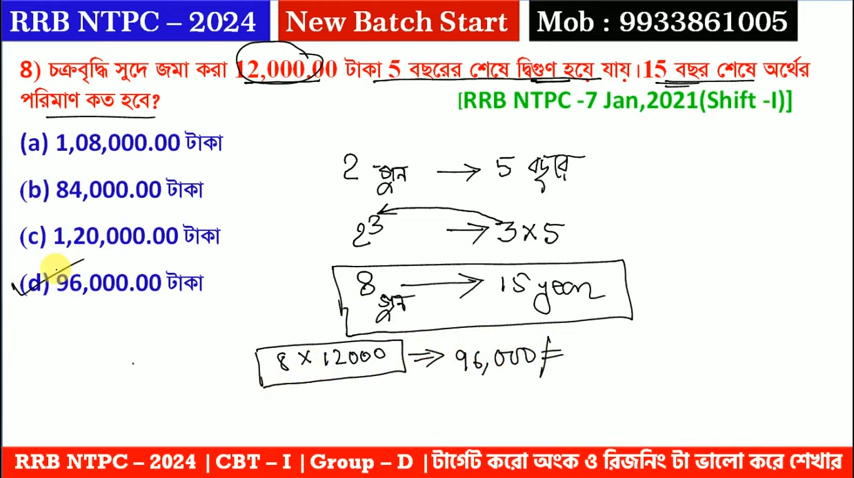 RRB NTPC – 2024 New Batch Start Mob : 9933861005
8) চক্রবৃদ্ধি সুদে জমা করা 12,000.00 টাকা 5 বছরের শেষে দ্বিগুণ হয়ে যায়। 15 বছর শেষে অর্থের
পরিমাণ কত হবে?
[RRB NTPC -7 Jan,2021(Shift -I)]
(a) 1,08,000.00 টাকা
(b) 84,000.00 টাকা
(c) 1,20,000.00 টাকা
(d) 96,000.00 টাকা
2 গুন → 5 বছরে
2³ → 3 × 5
8 গুন → 15 year
8 × 12000 ⇒ 96,000/=
RRB NTPC – 2024 | CBT – I | Group – D | টার্গেট করো অংক ও রিজনিং টা ভালো করে শেখার